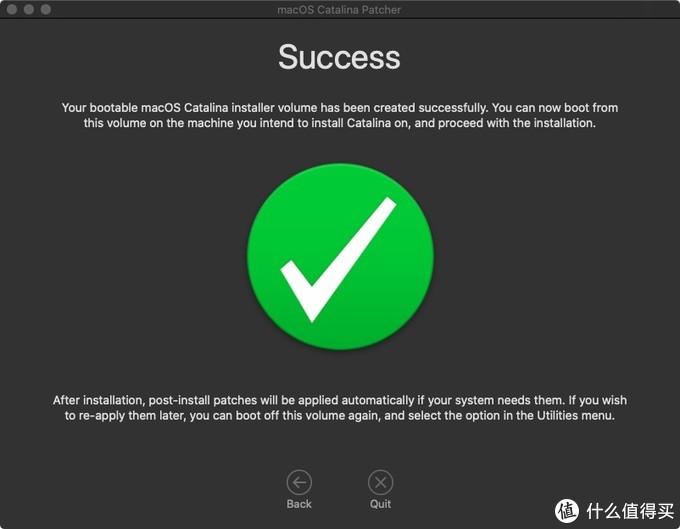 macOS Catalina Patcher
Success
Your bootable macOS Catalina installer volume has been created successfully. You can now boot from
this volume on the machine you intend to install Catalina on, and proceed with the installation.
After installation, post-install patches will be applied automatically if your system needs them. If you wish
to re-apply them later, you can boot off this volume again, and select the option in the Utilities menu.
Back
Quit
值 什么值得买